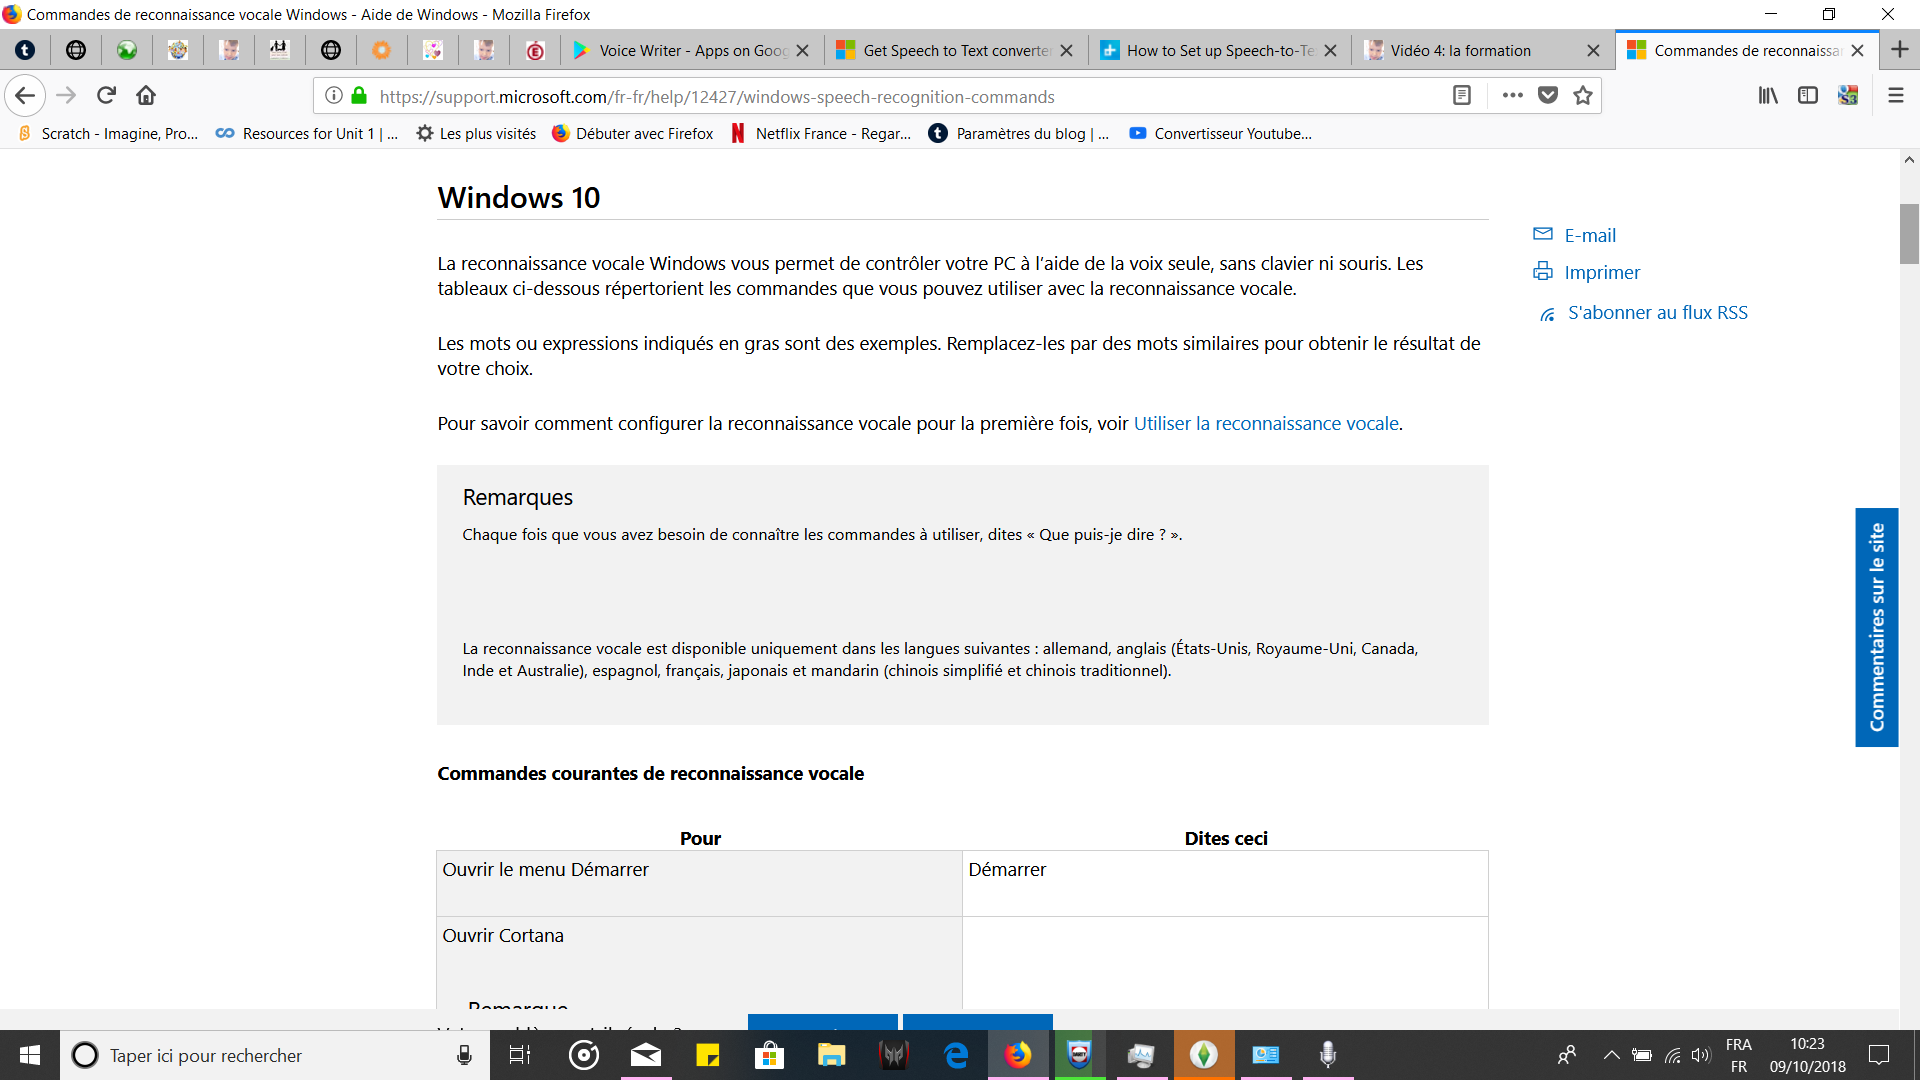 Commandes de reconnaissance vocale Windows - Aide de Windows - Mozilla Firefox
Voice Writer - Apps on Goog
Get Speech to Text converte
How to Set up Speech-to-Te
Vidéo 4: la formation
Commandes de reconnaissa
https://support.microsoft.com/fr-fr/help/12427/windows-speech-recognition-commands
Scratch - Imagine, Pro...
Resources for Unit 1 | ...
Les plus visités
Débuter avec Firefox
Netflix France - Regar...
Paramètres du blog | ...
Convertisseur Youtube...
Windows 10
La reconnaissance vocale Windows vous permet de contrôler votre PC à l’aide de la voix seule, sans clavier ni souris. Les
tableaux ci-dessous répertorient les commandes que vous pouvez utiliser avec la reconnaissance vocale.
Les mots ou expressions indiqués en gras sont des exemples. Remplacez-les par des mots similaires pour obtenir le résultat de
votre choix.
Pour savoir comment configurer la reconnaissance vocale pour la première fois, voir Utiliser la reconnaissance vocale.
E-mail
Imprimer
S'abonner au flux RSS
Remarques
Chaque fois que vous avez besoin de connaître les commandes à utiliser, dites « Que puis-je dire ? ».
La reconnaissance vocale est disponible uniquement dans les langues suivantes : allemand, anglais (États-Unis, Royaume-Uni, Canada,
Inde et Australie), espagnol, français, japonais et mandarin (chinois simplifié et chinois traditionnel).
Commentaires sur le site
Commandes courantes de reconnaissance vocale
Pour
Dites ceci
Ouvrir le menu Démarrer
Démarrer
Ouvrir Cortana
Remarque
Taper ici pour rechercher
FRA
FR
10:23
09/10/2018